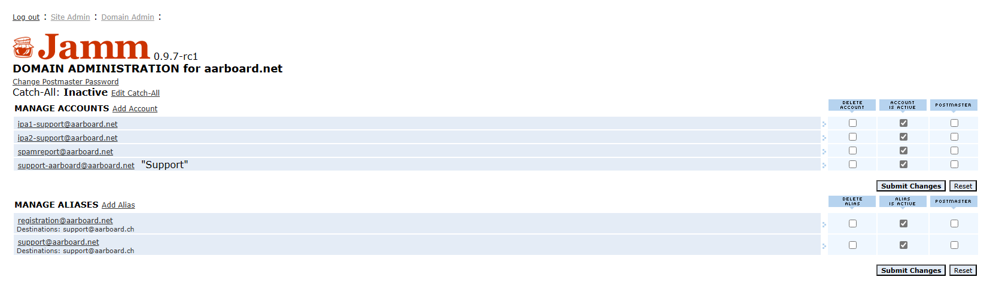 Log out : Site Admin : Domain Admin :
Jamm 0.9.7-rc1
DOMAIN ADMINISTRATION for aarboard.net
Change Postmaster Password
Catch-All: Inactive Edit Catch-All
MANAGE ACCOUNTS Add Account DELETE ACCOUNT ACCOUNT IS ACTIVE POSTMASTER
ipa1-support@aarboard.net
ipa2-support@aarboard.net
spamreport@aarboard.net
support-aarboard@aarboard.net "Support"
Submit Changes Reset
MANAGE ALIASES Add Alias DELETE ALIAS ALIAS IS ACTIVE POSTMASTER
registration@aarboard.net
Destinations: support@aarboard.ch
support@aarboard.net
Destinations: support@aarboard.ch
Submit Changes Reset